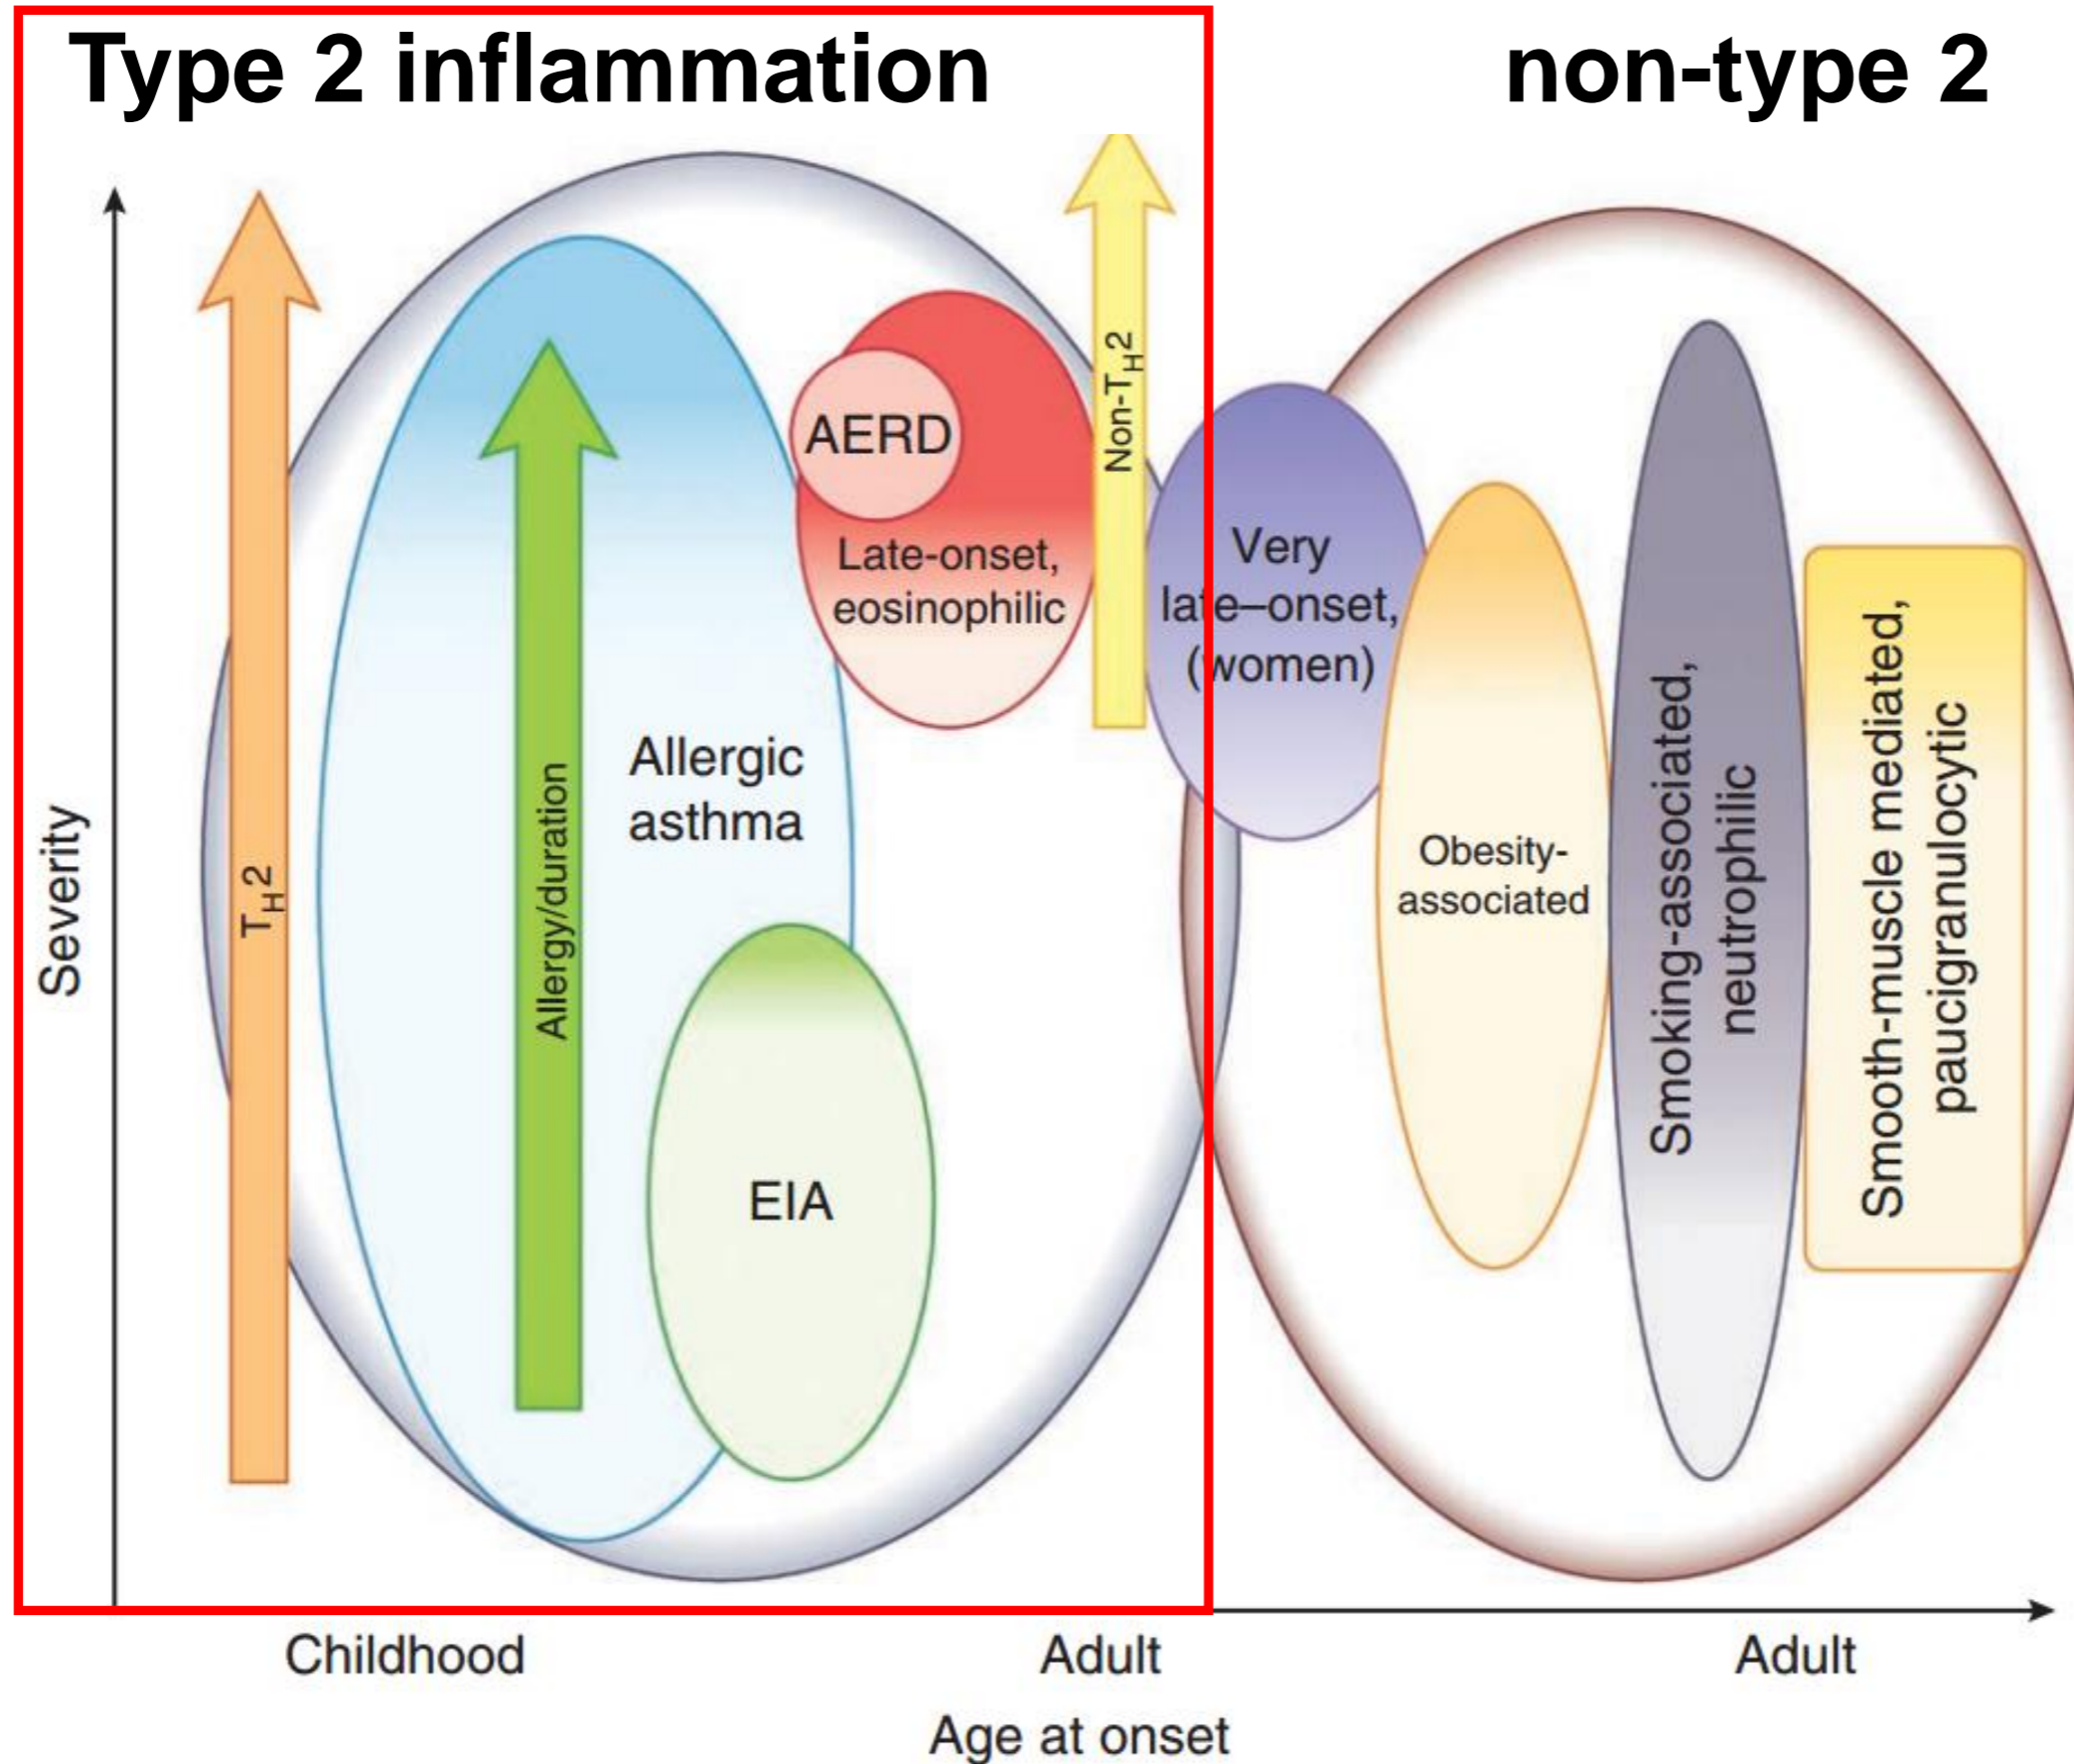 Type 2 inflammation
non-type 2
Severity
TH2
Allergy/duration
Allergic
asthma
EIA
AERD
Late-onset,
eosinophilic
Non-TH2
Very
late–onset,
(women)
Obesity-
associated
Smoking-associated,
neutrophilic
Smooth-muscle mediated,
paucigranulocytic
Childhood
Adult
Adult
Age at onset